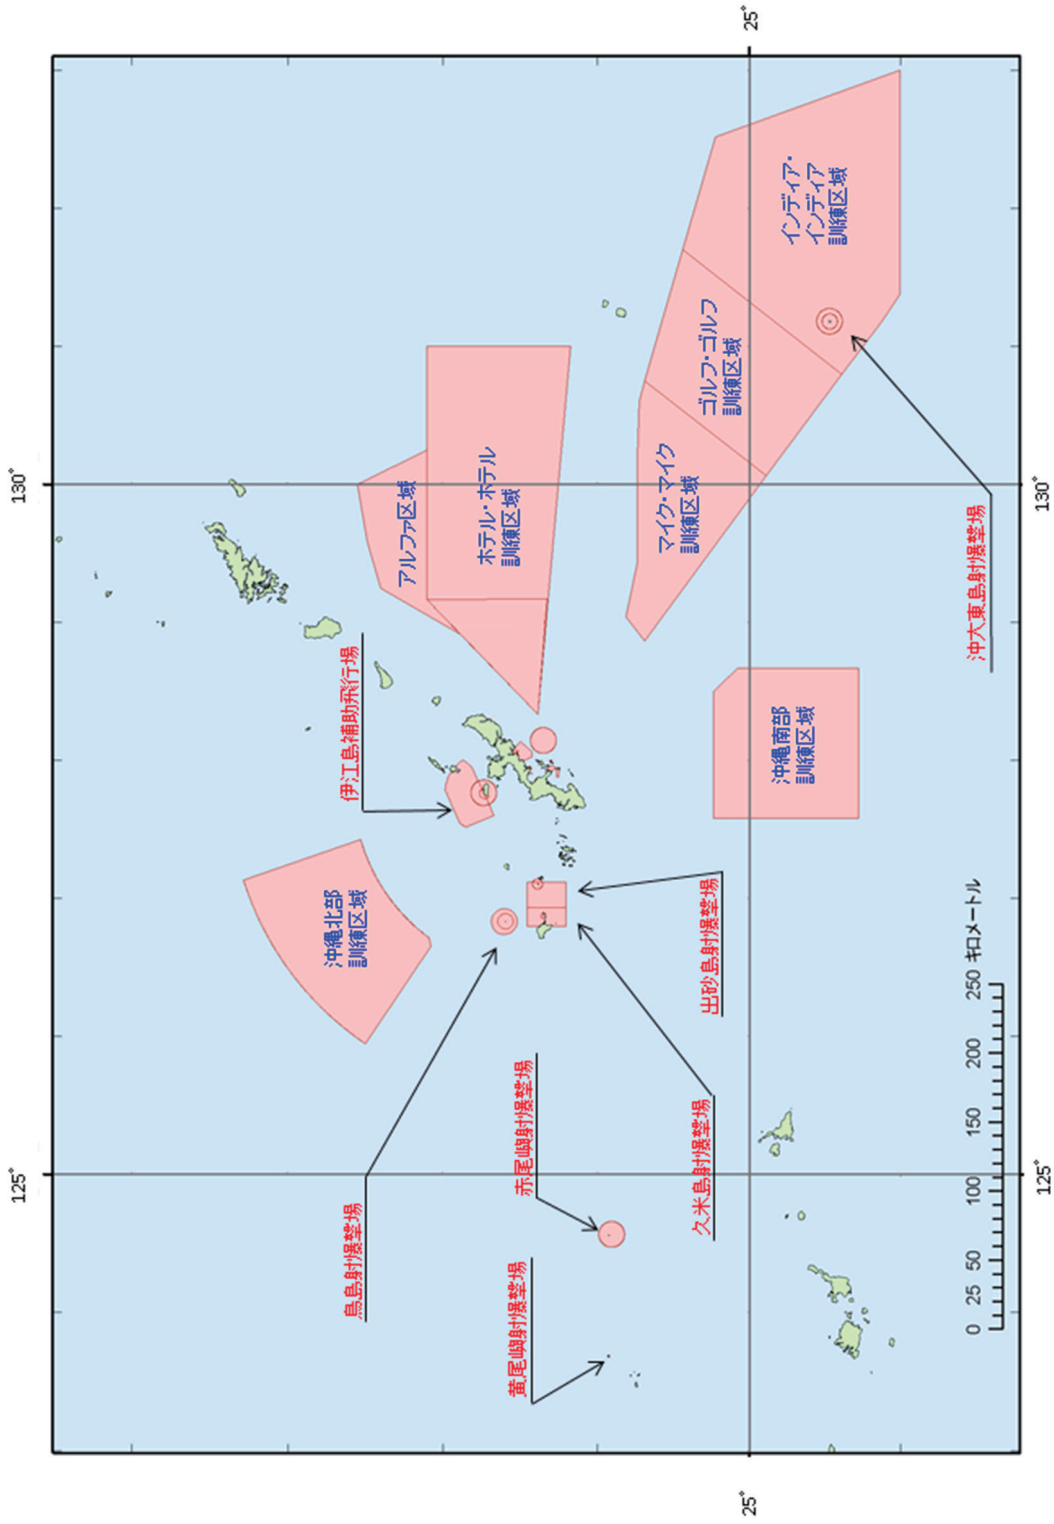 125°
130°
25°
25°
125°
130°
沖縄北部
訓練区域
アルファ区域
ホテル・ホテル
訓練区域
マイク・マイク
訓練区域
ゴルフ・ゴルフ
訓練区域
インディア・
インディア
訓練区域
沖縄南部
訓練区域
伊江島補助飛行場
鳥島射爆撃場
赤尾嶼射爆撃場
黄尾嶼射爆撃場
久米島射爆撃場
出砂島射爆撃場
沖大東島射爆撃場
0 25 50 100 150 200 250 キロメートル